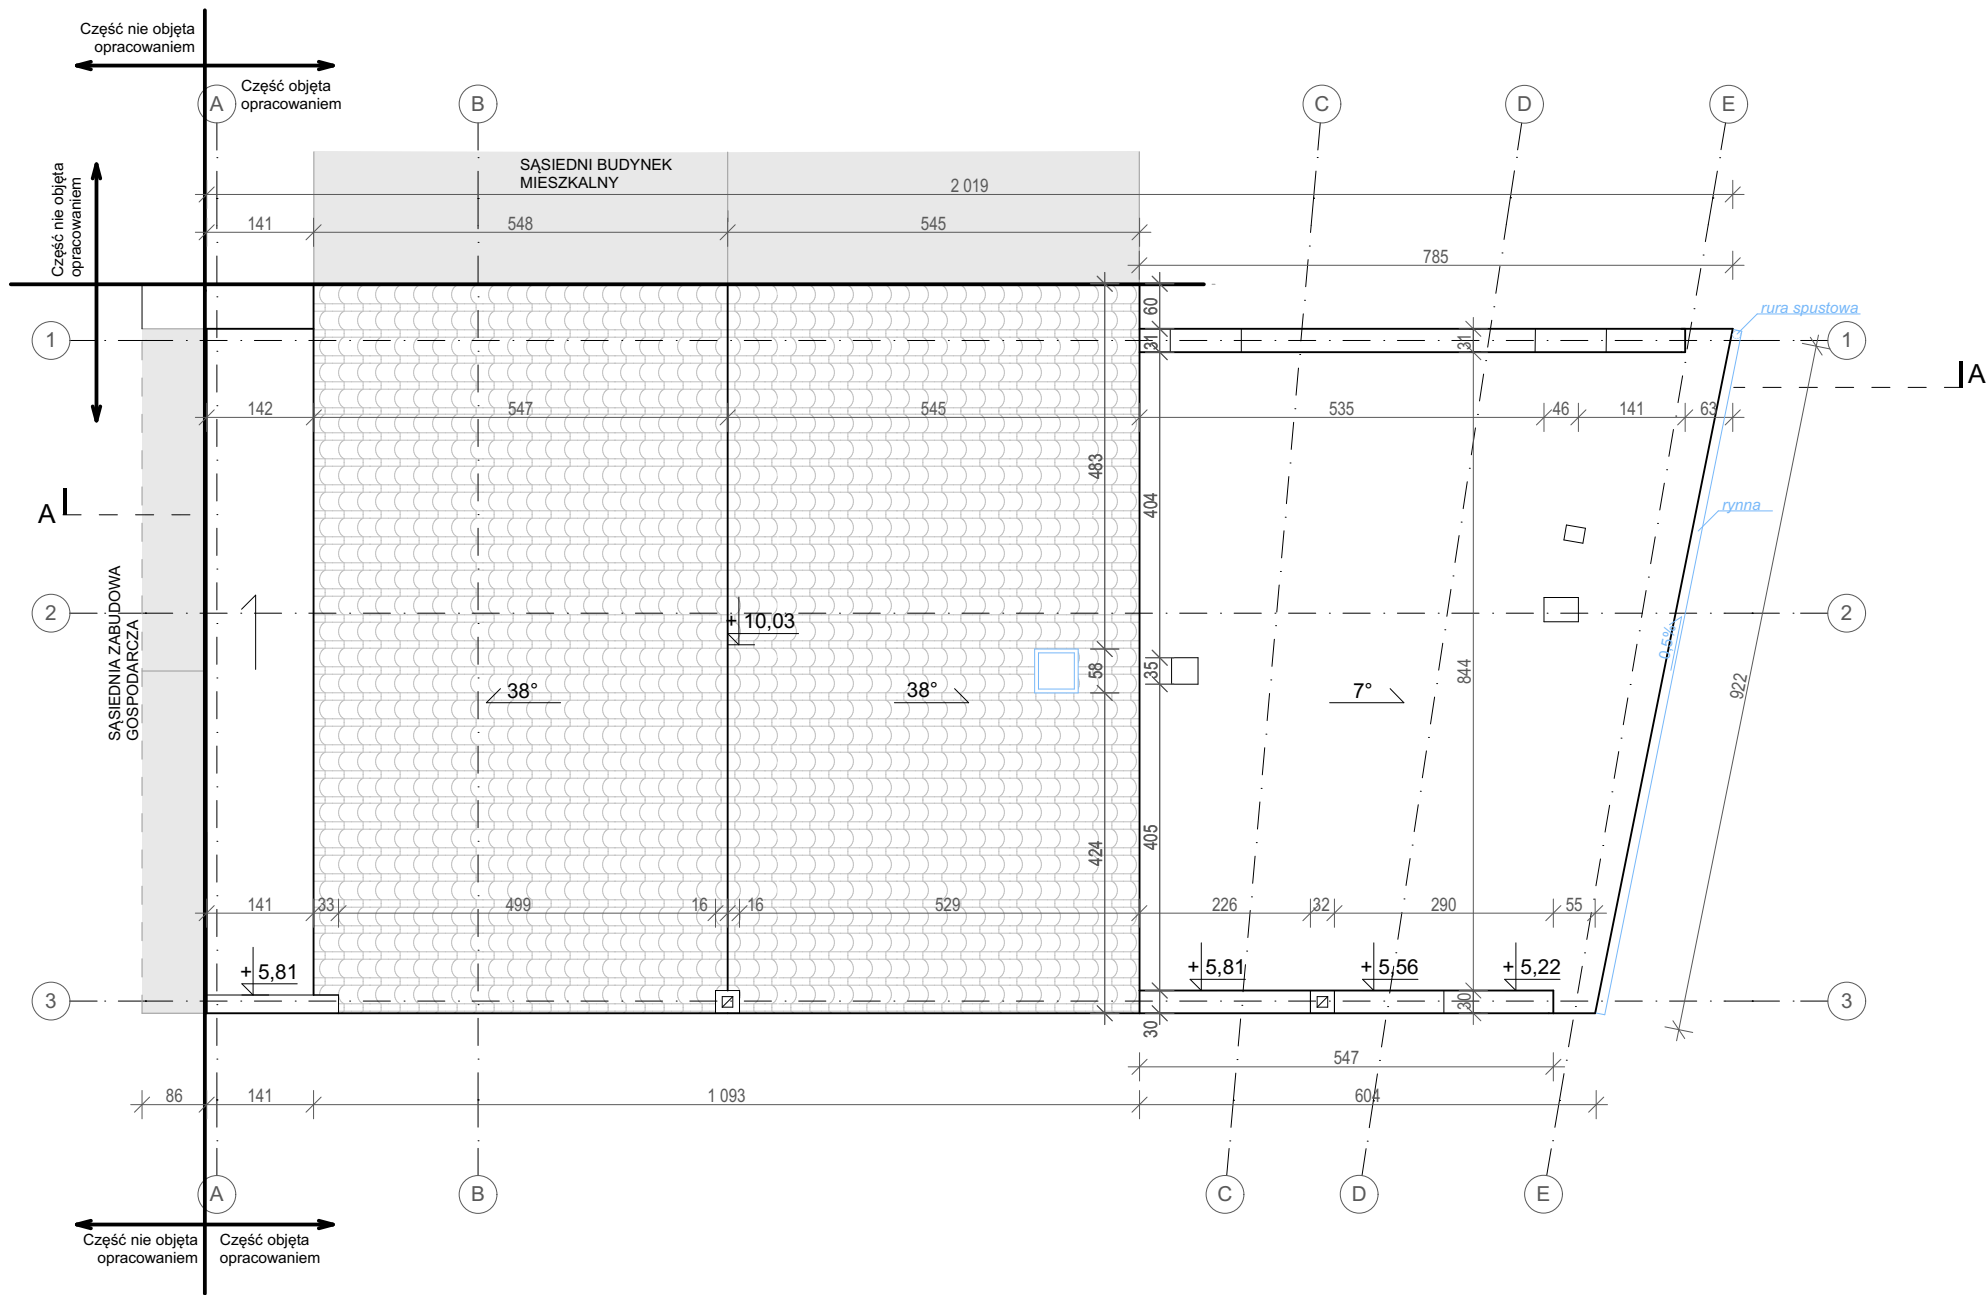 Część nie objęta
opracowaniem
Część objęta
opracowaniem
A
B
C
D
E
Część nie objęta
opracowaniem
SĄSIEDNI BUDYNEK
MIESZKALNY
2 019
141
548
545
785
60
rura spustowa
1
31
31
1
A
142
547
545
535
46
141
63
483
404
A
rynna
SĄSIEDNIA ZABUDOWA
GOSPODARCZA
2
+ 10,03
2
0,5%
58
35
844
922
38°
38°
7°
424
405
141
33
499
16
16
529
226
32
290
55
+ 5,81
+ 5,81
+ 5,56
+ 5,22
3
30
30
3
547
86
141
1 093
604
A
B
C
D
E
Część nie objęta
opracowaniem
Część objęta
opracowaniem